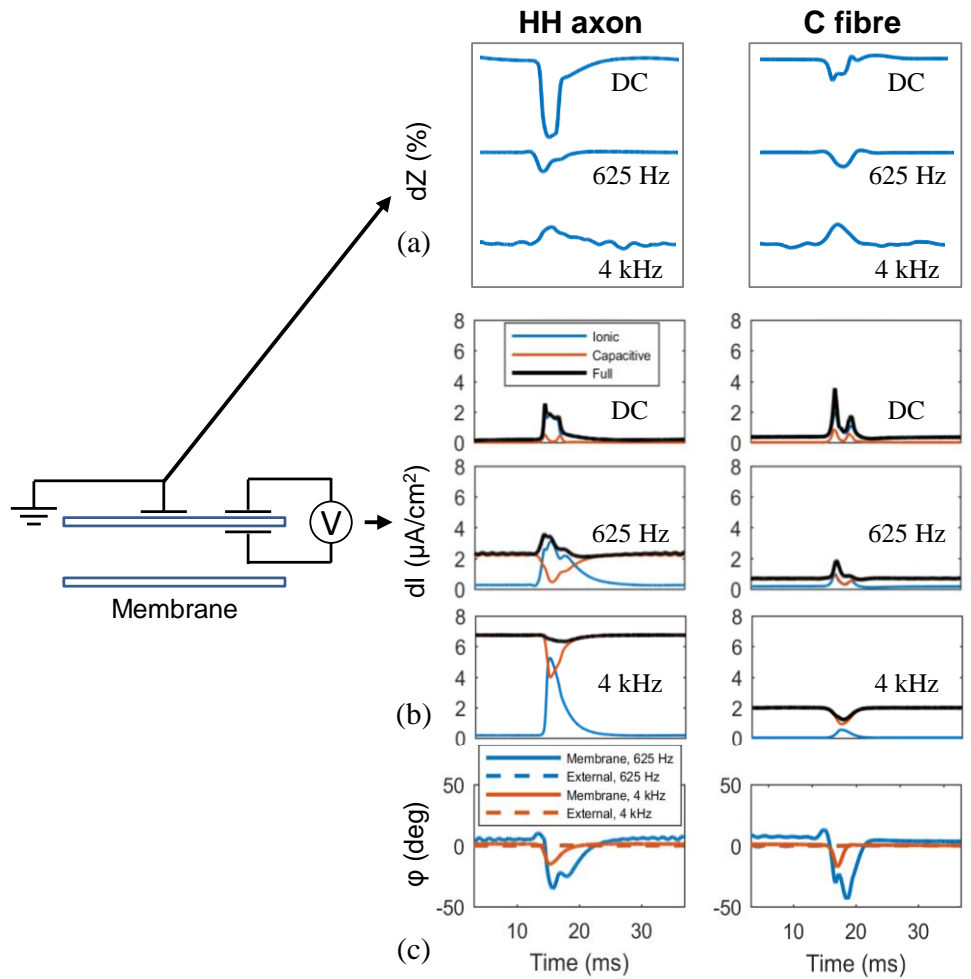 HH axon
C fibre
dZ (%)
DC
DC
625 Hz
625 Hz
(a)
4 kHz
4 kHz
8
6
4
2
0
Ionic
Capacitive
Full
DC
8
6
4
2
0
DC
V
Membrane
dI (µA/cm²)
8
6
4
2
0
625 Hz
8
6
4
2
0
625 Hz
8
6
4
2
0
4 kHz
8
6
4
2
0
4 kHz
(b)
φ (deg)
50
0
-50
Membrane, 625 Hz
External, 625 Hz
Membrane, 4 kHz
External, 4 kHz
50
0
-50
10 20 30
10 20 30
(c)
Time (ms)
Time (ms)